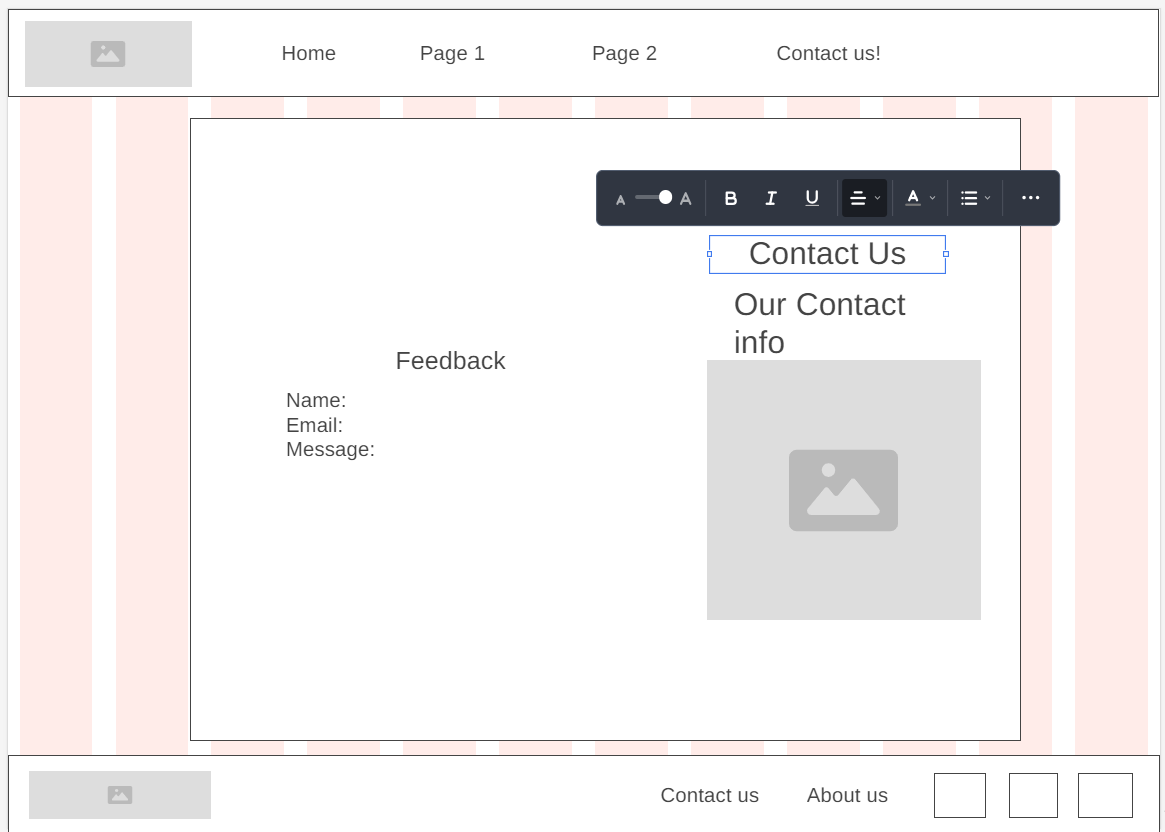 Home Page 1 Page 2 Contact us!
A A B I U A
Contact Us
Our Contact
info
Feedback
Name:
Email:
Message:
Contact us About us